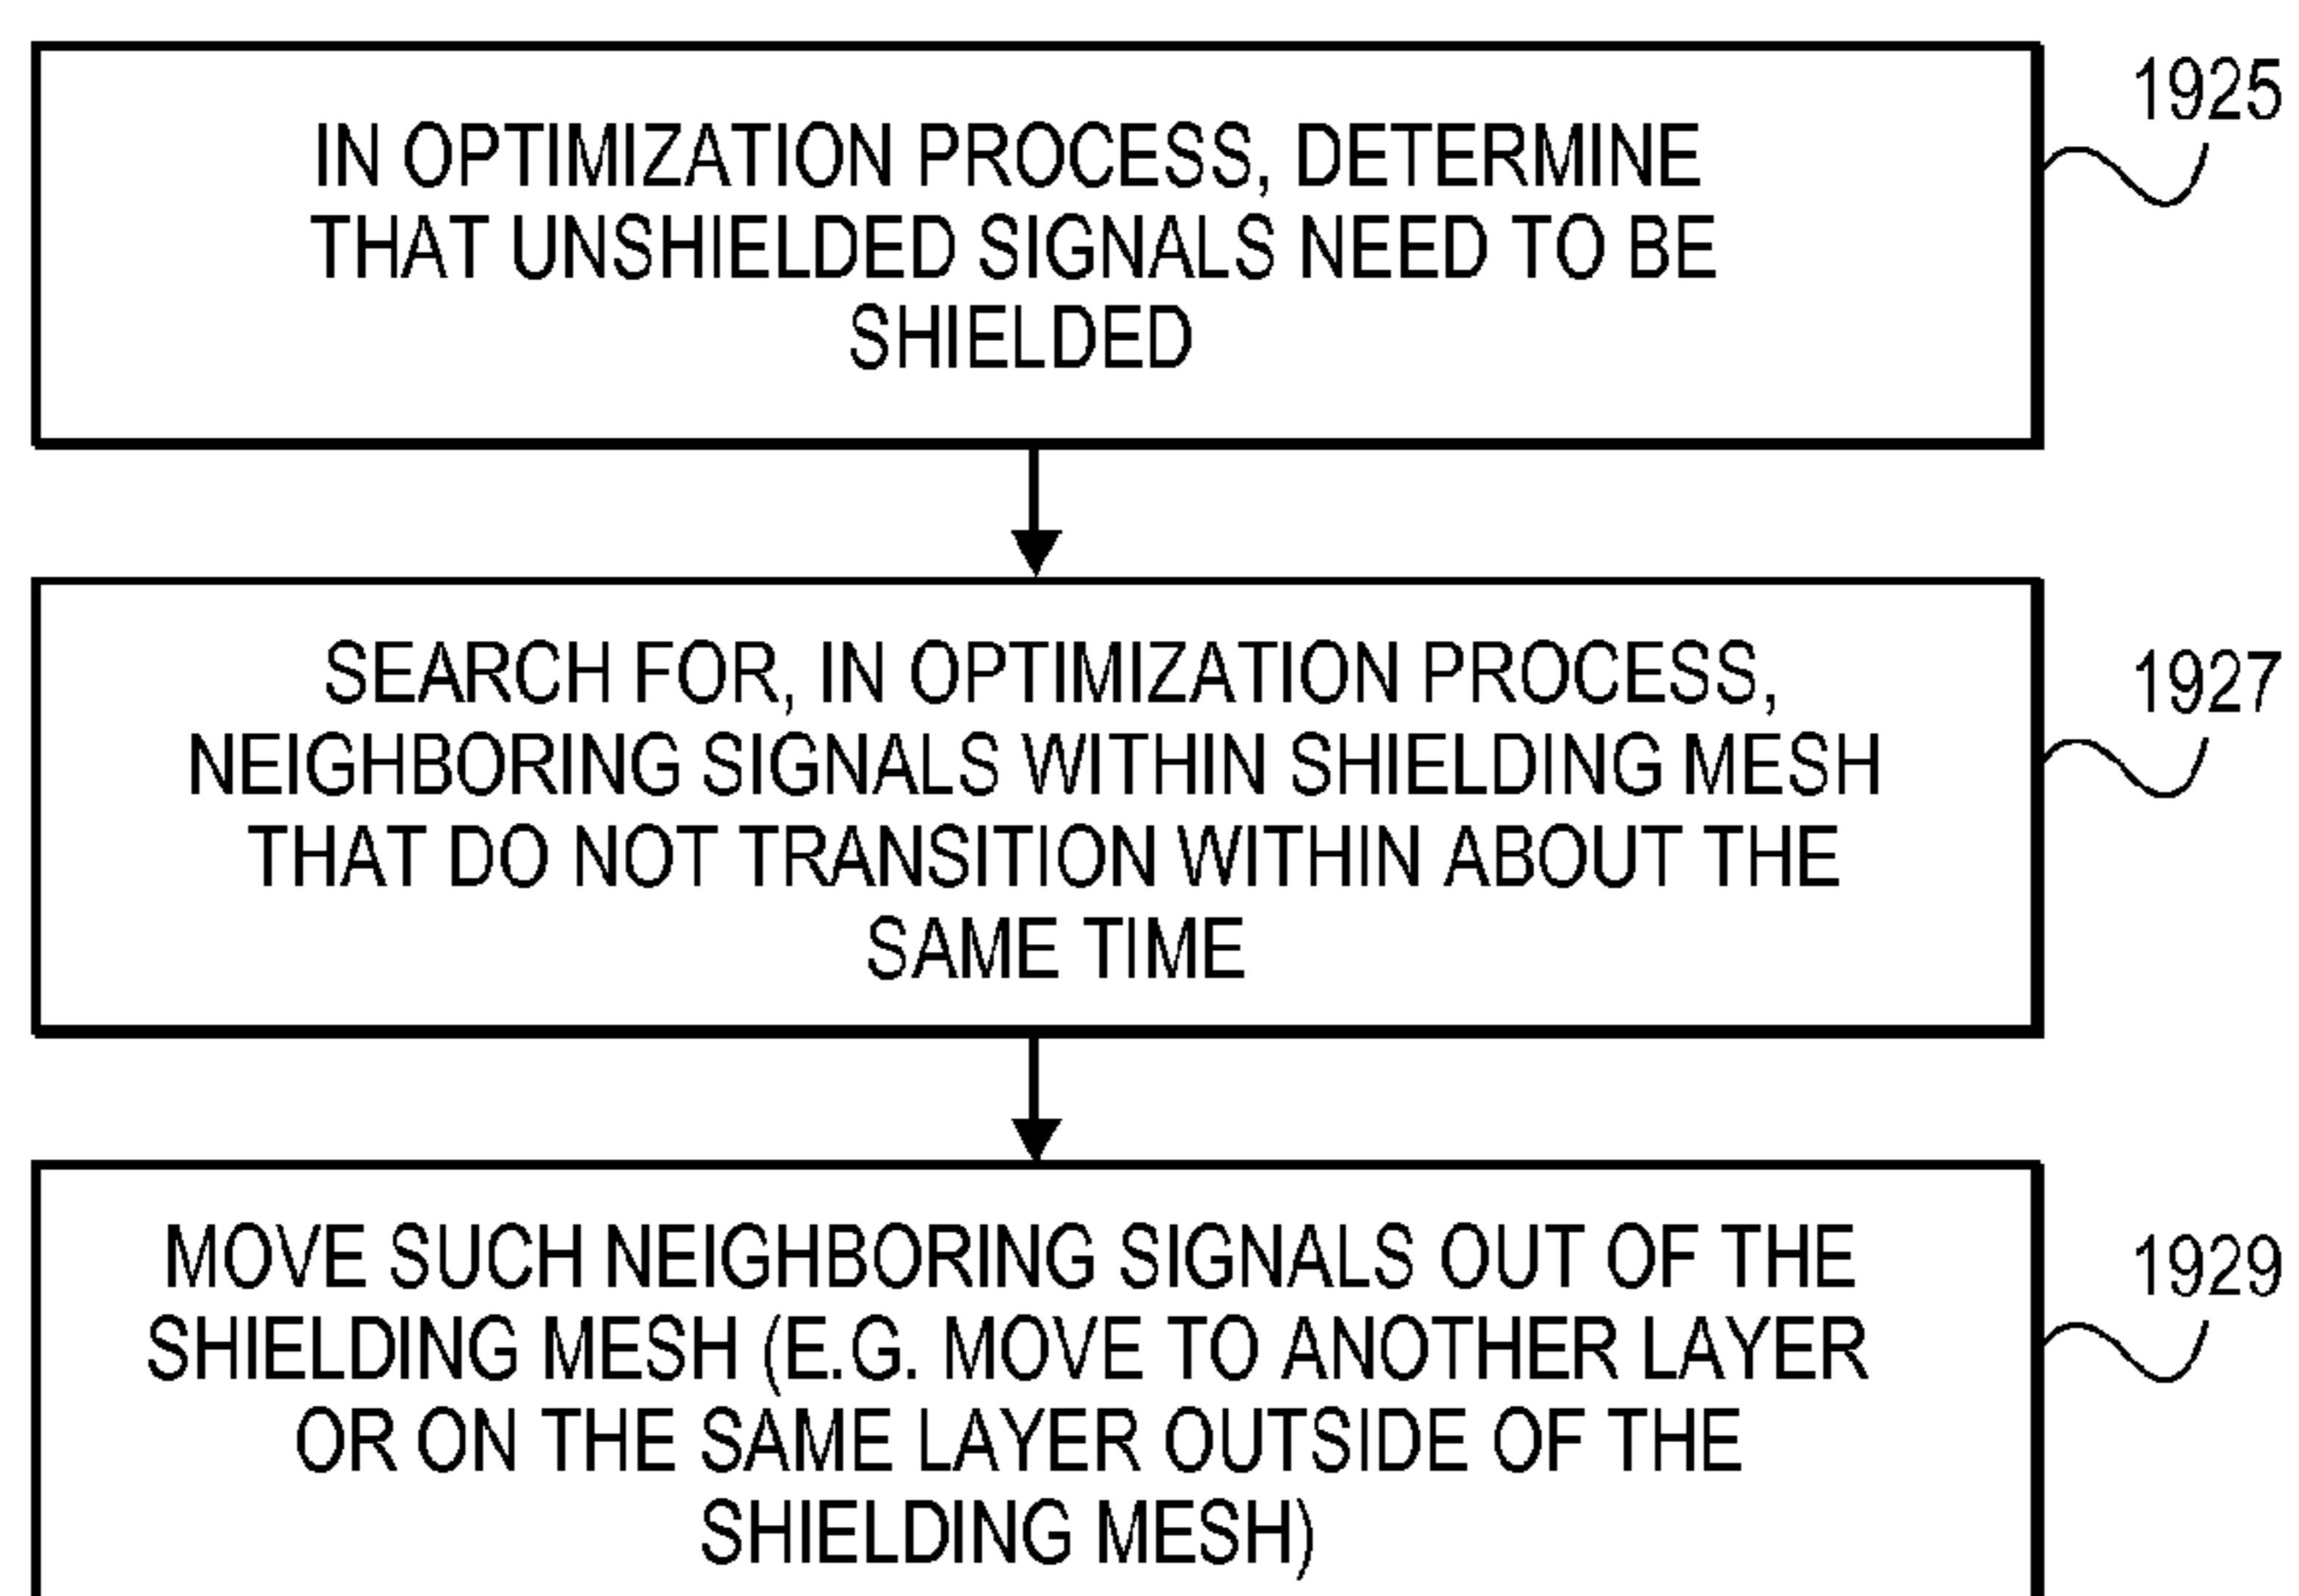 1925
IN OPTIMIZATION PROCESS, DETERMINE
THAT UNSHIELDED SIGNALS NEED TO BE
SHIELDED
1927
SEARCH FOR, IN OPTIMIZATION PROCESS,
NEIGHBORING SIGNALS WITHIN SHIELDING MESH
THAT DO NOT TRANSITION WITHIN ABOUT THE
SAME TIME
1929
MOVE SUCH NEIGHBORING SIGNALS OUT OF THE
SHIELDING MESH (E.G. MOVE TO ANOTHER LAYER
OR ON THE SAME LAYER OUTSIDE OF THE
SHIELDING MESH)